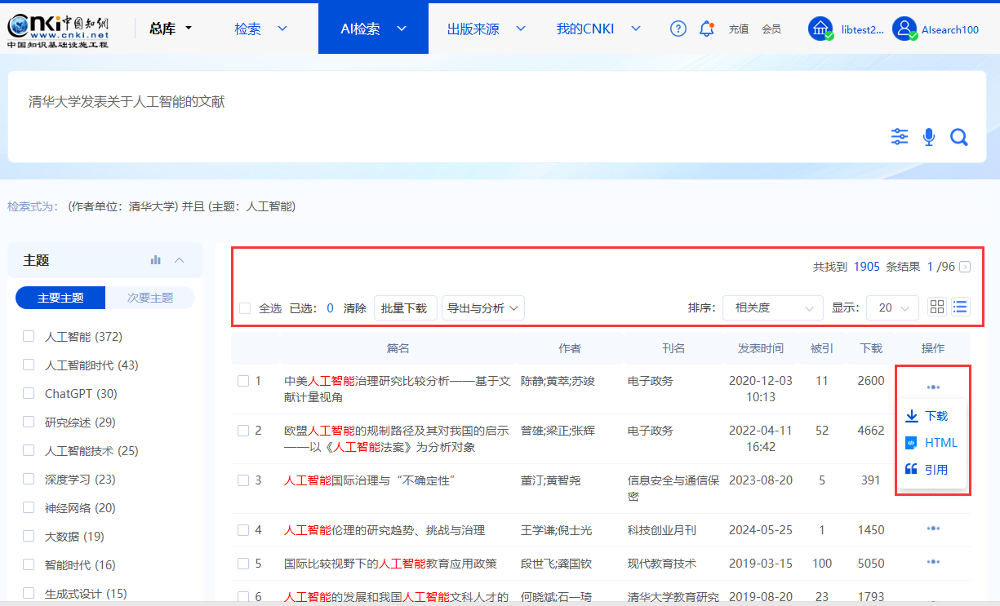 cnki 中国知网
www.cnki.net
中国知识基础设施工程
总库
检索
AI检索
出版来源
我的CNKI
充值
会员
libtest2...
AIsearch100
清华大学发表关于人工智能的文献
检索式为： (作者单位：清华大学) 并且 (主题：人工智能)
主题
主要主题
次要主题
人工智能 (372)
人工智能时代 (43)
ChatGPT (30)
研究综述 (29)
人工智能技术 (25)
深度学习 (23)
神经网络 (20)
大数据 (19)
智能时代 (16)
生成式设计 (15)
共找到 1905 条结果 1 /96
全选 已选： 0 清除 批量下载 导出与分析 排序： 相关度 显示： 20
篇名 作者 刊名 发表时间 被引 下载 操作
1 中美人工智能治理研究比较分析——基于文 陈静;黄萃;苏竣 电子政务 2020-12-03 11 2600
献计量视角 10:13
下载
HTML
引用
2 欧盟人工智能的规制路径及其对我国的启示 曾雄;梁正;张辉 电子政务 2022-04-11 52 4662
——以《人工智能法案》为分析对象 16:42
3 人工智能国际治理与“不确定性” 董汀;黄智尧 信息安全与通信保 2023-08-20 5 391
密
4 人工智能伦理的研究趋势、挑战与治理 王学谦;倪士光 科技创业月刊 2024-05-25 1 1450
5 国际比较视野下的人工智能教育应用政策 段世飞;龚国钦 现代教育技术 2019-03-15 100 5050
6 人工智能的发展和我国人工智能文科人才的 何晓斌;石一琦 清华大学教育研究 2019-08-20 23 1793